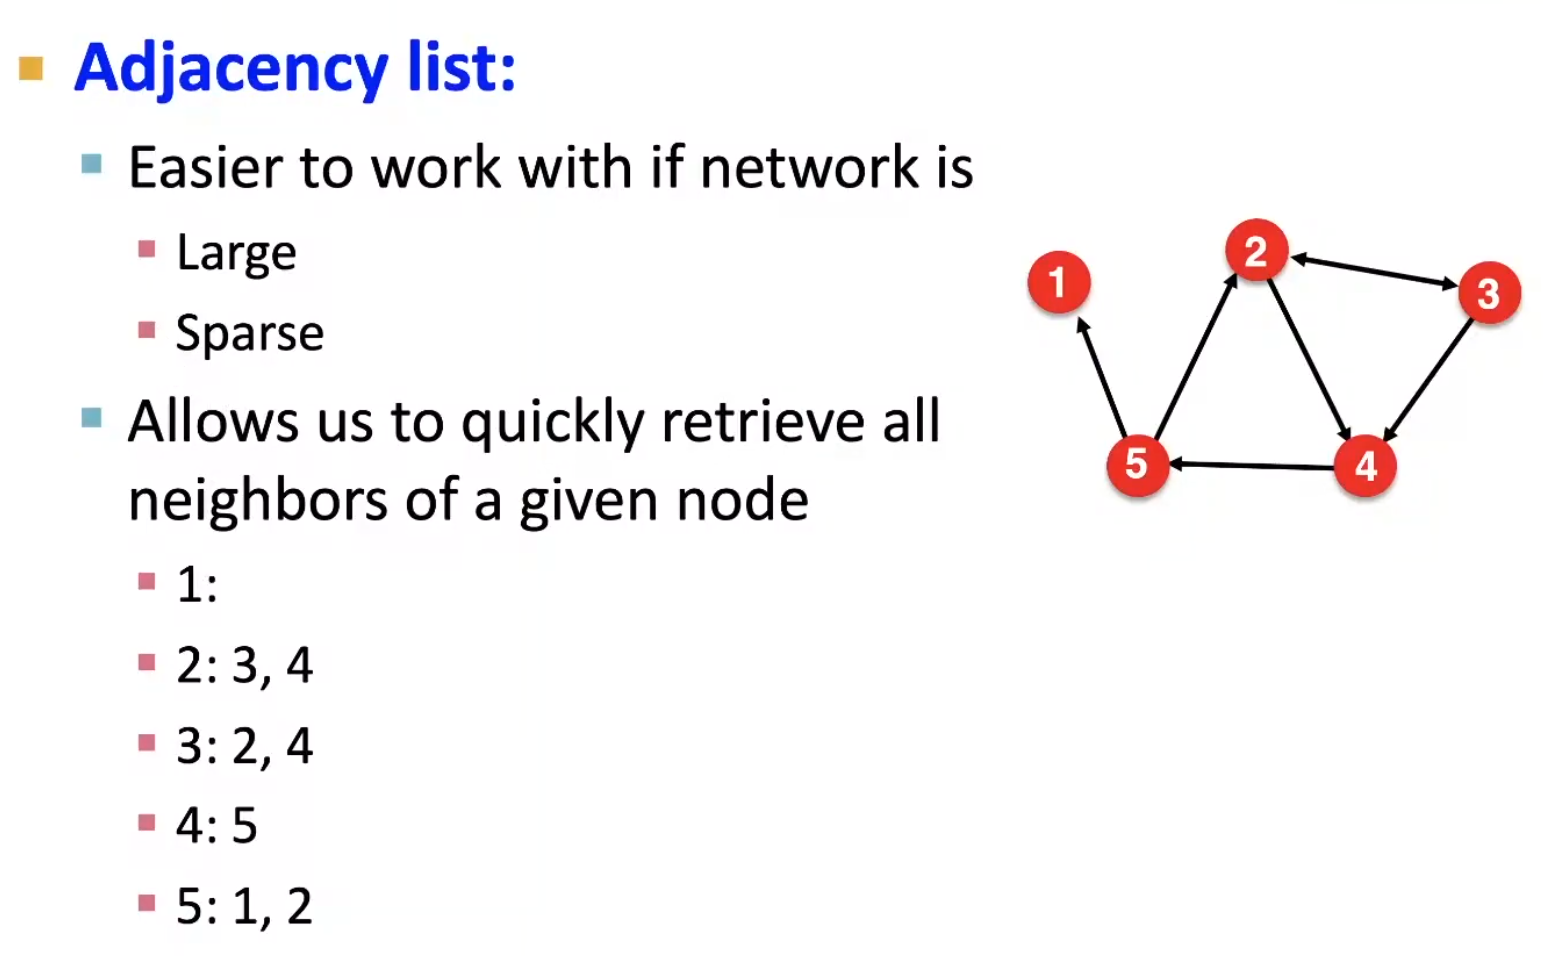 Adjacency list:
Easier to work with if network is
Large
Sparse
Allows us to quickly retrieve all
neighbors of a given node
1:
2: 3, 4
3: 2, 4
4: 5
5: 1, 2
1
2
3
5
4